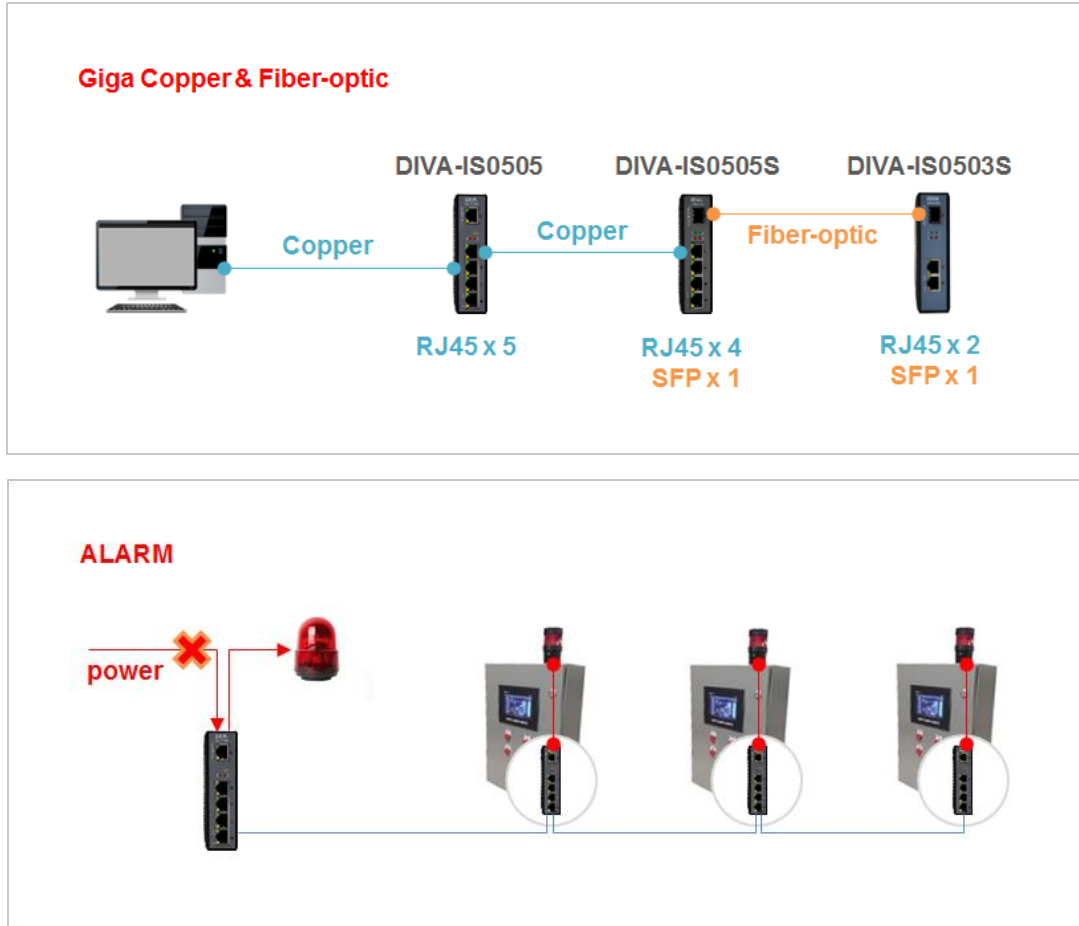 Giga Copper & Fiber-optic
DIVA-IS0505
DIVA-IS0505S
DIVA-IS0503S
Copper
Copper
Fiber-optic
RJ45 x 5
RJ45 x 4
SFP x 1
RJ45 x 2
SFP x 1
ALARM
power